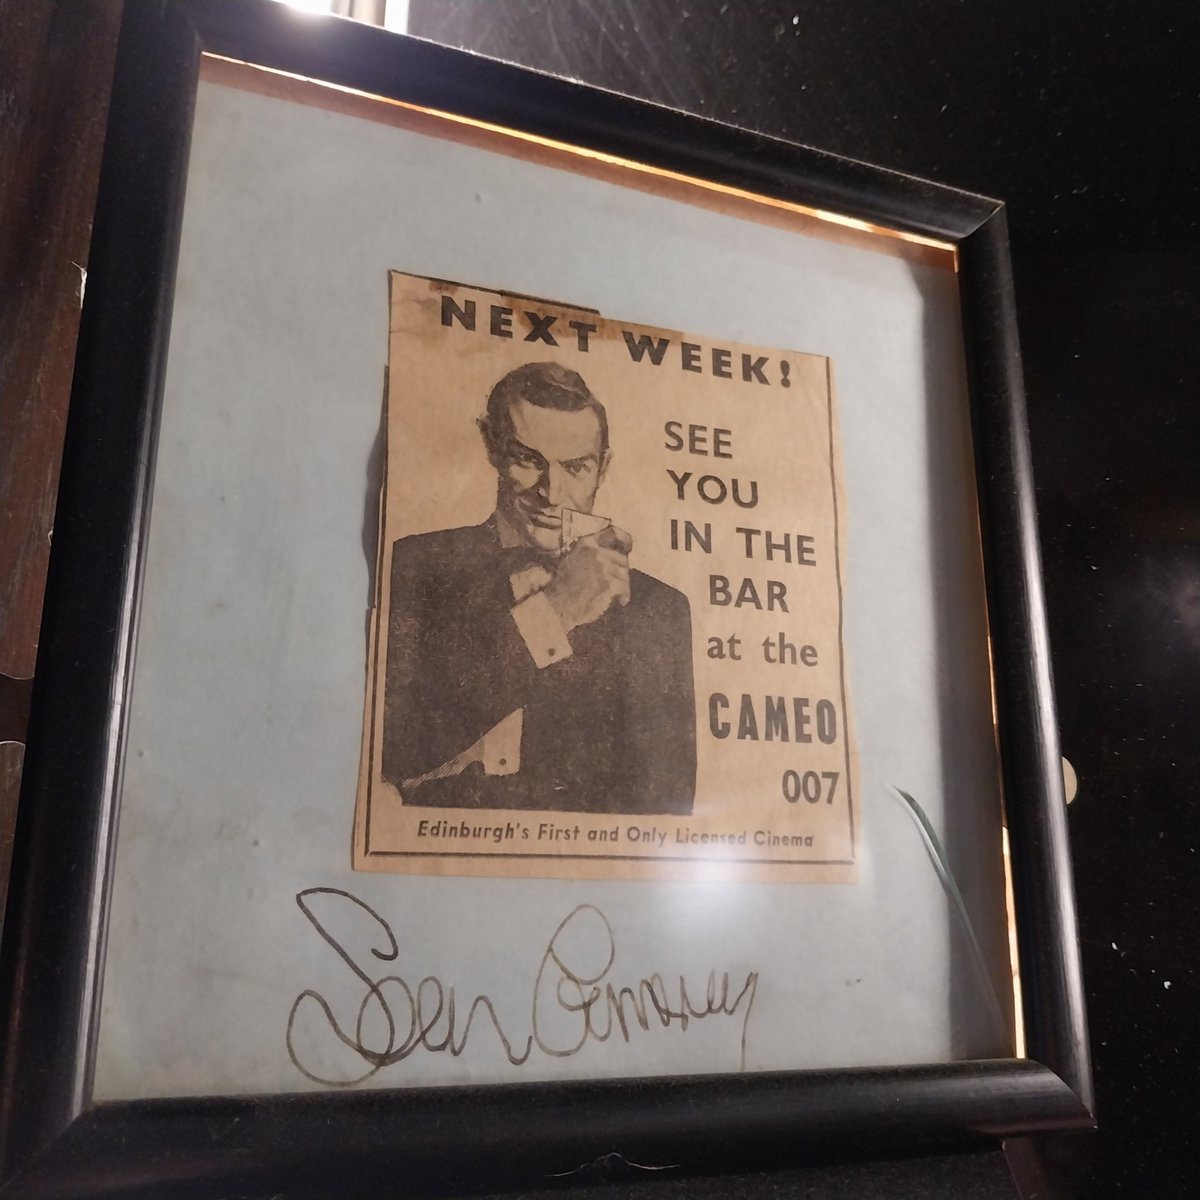 NEXT WEEK!
SEE
YOU
IN THE
BAR
at the
CAMEO
007
Edinburgh's First and Only Licensed Cinema
Sean Connery